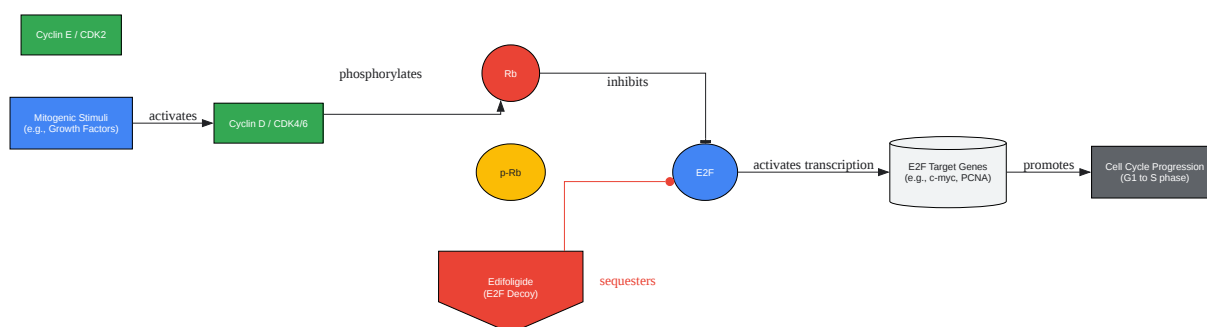 Cyclin E / CDK2
Mitogenic Stimuli
(e.g., Growth Factors)
activates
Cyclin D / CDK4/6
phosphorylates
Rb
inhibits
p-Rb
E2F
activates transcription
E2F Target Genes
(e.g., c-myc, PCNA)
promotes
Cell Cycle Progression
(G1 to S phase)
Edifoligide
(E2F Decoy)
sequesters